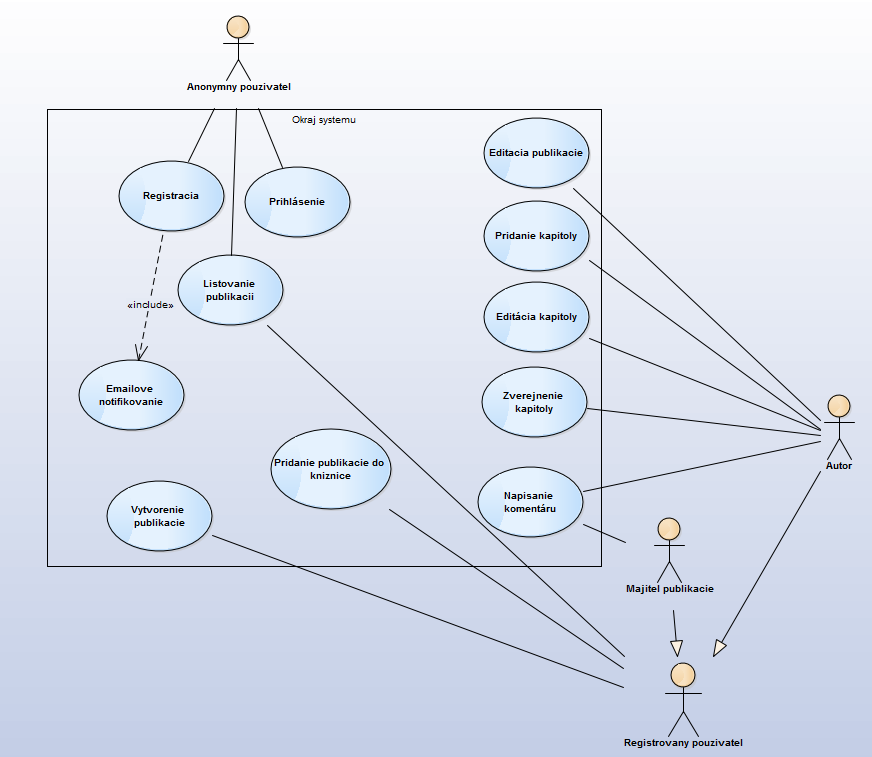 Anonymny pouzivatel
Okraj systemu
Editacia publikacie
Registracia
Prihlásenie
Pridanie kapitoly
Listovanie
publikacii
«include»
Editácia kapitoly
Emailove
notifikovanie
Zverejnenie
kapitoly
Autor
Pridanie publikacie do
kniznice
Napisanie
komentáru
Vytvorenie
publikacie
Majitel publikacie
Registrovany pouzivatel